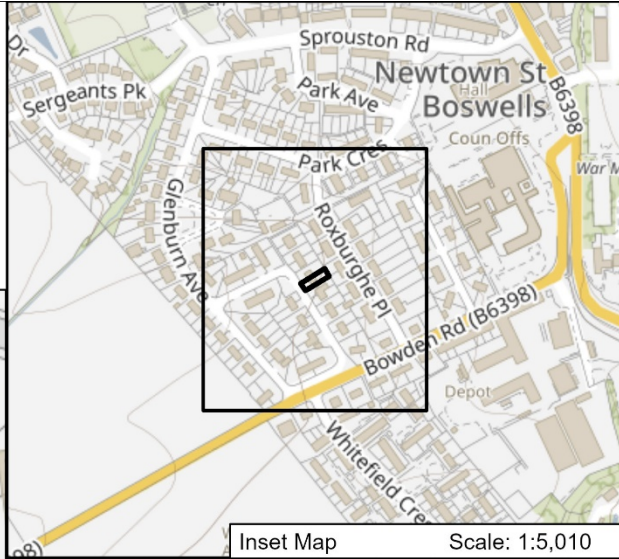 Dr
Sprouston Rd
Sergeants Pk
Park Ave
Newtown St
Boswells
Hall
B6398
Coun Offs
War M
Park Cres
Glenburn Ave
Roxburghe Pl
Bowden Rd (B6398)
Depot
Whitefield Cres
98)
Inset Map Scale: 1:5,010